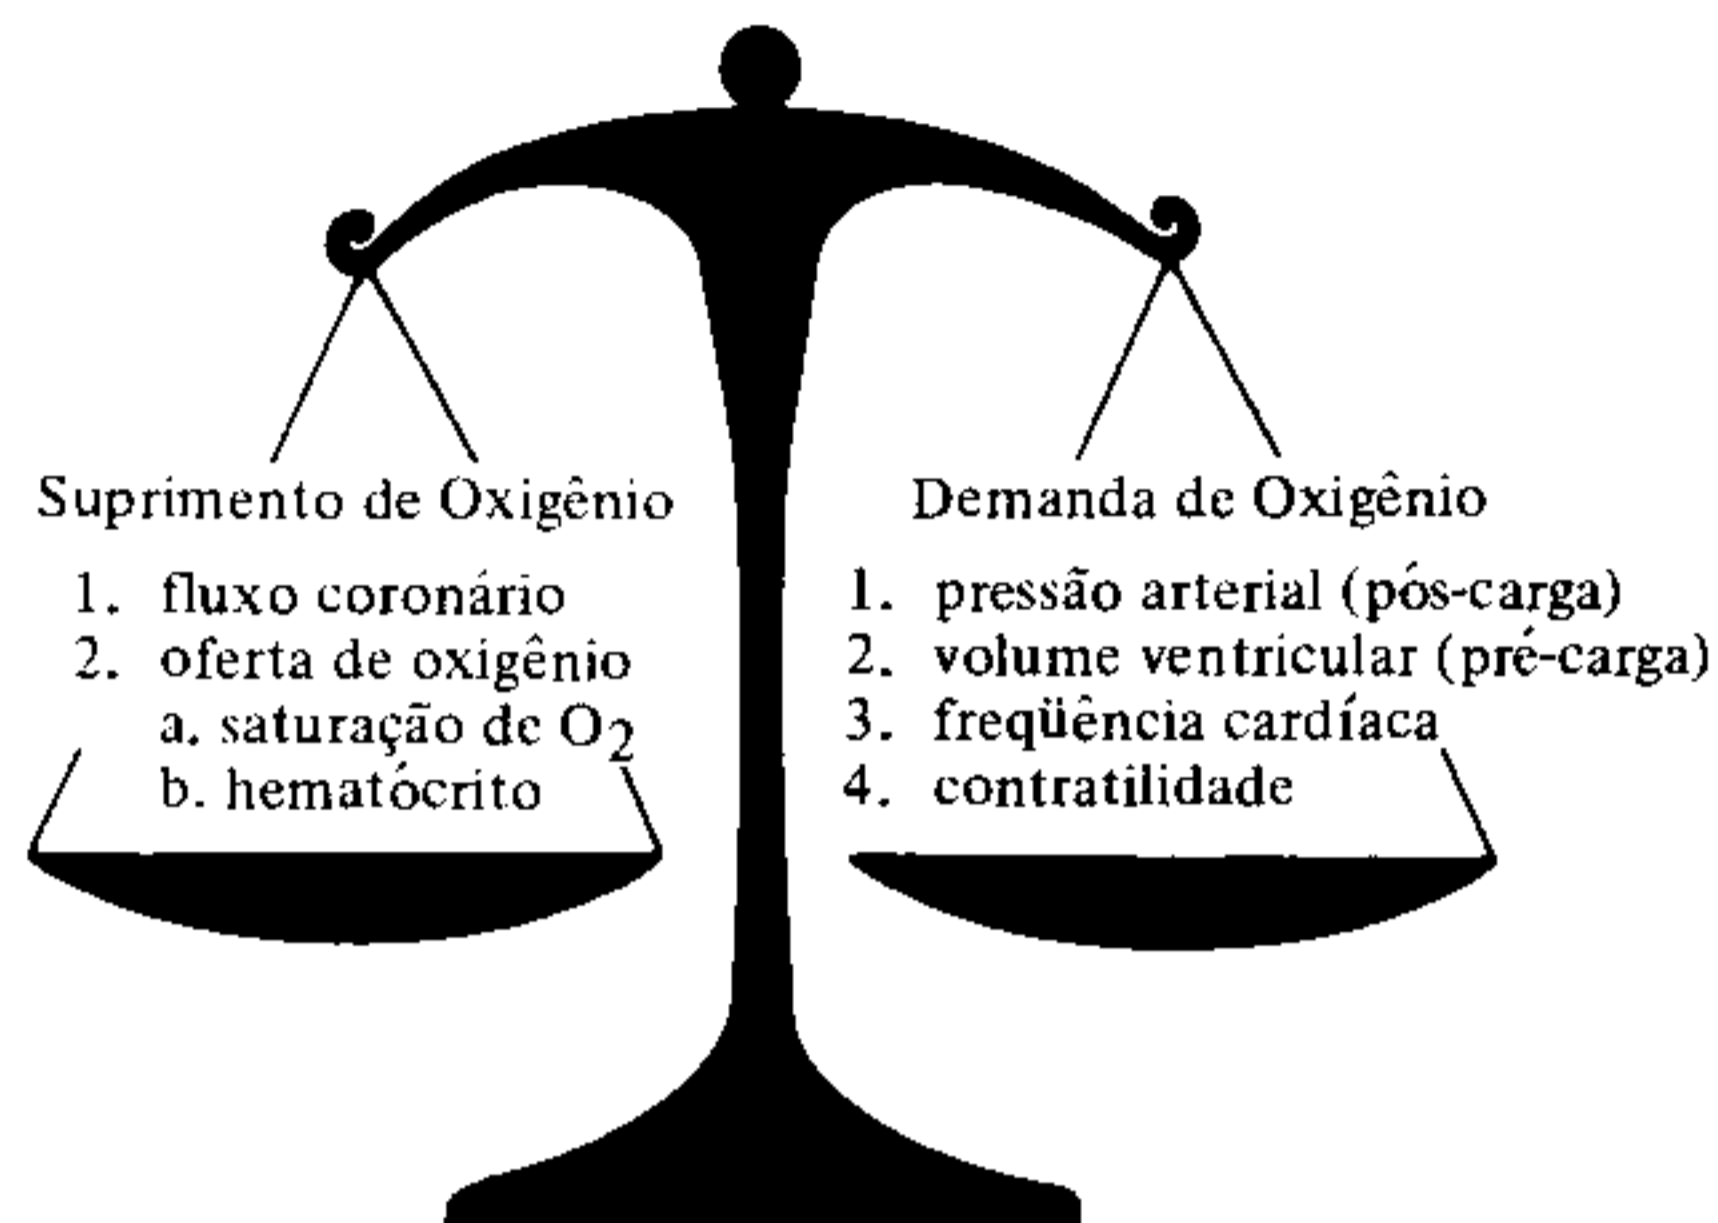 Suprimento de Oxigênio
1. fluxo coronário
2. oferta de oxigênio
a. saturação de O2
b. hematócrito
Demanda de Oxigênio
1. pressão arterial (pós-carga)
2. volume ventricular (pré-carga)
3. freqüência cardíaca
4. contratilidade